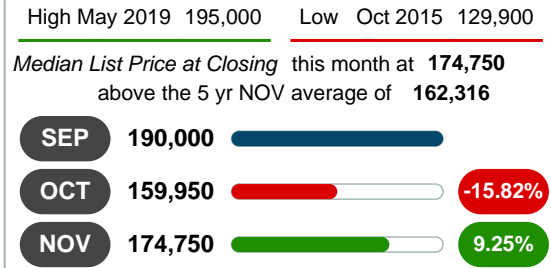 High May 2019 195,000 Low Oct 2015 129,900
Median List Price at Closing this month at 174,750
above the 5 yr NOV average of 162,316
SEP 190,000
OCT 159,950 -15.82%
NOV 174,750 9.25%